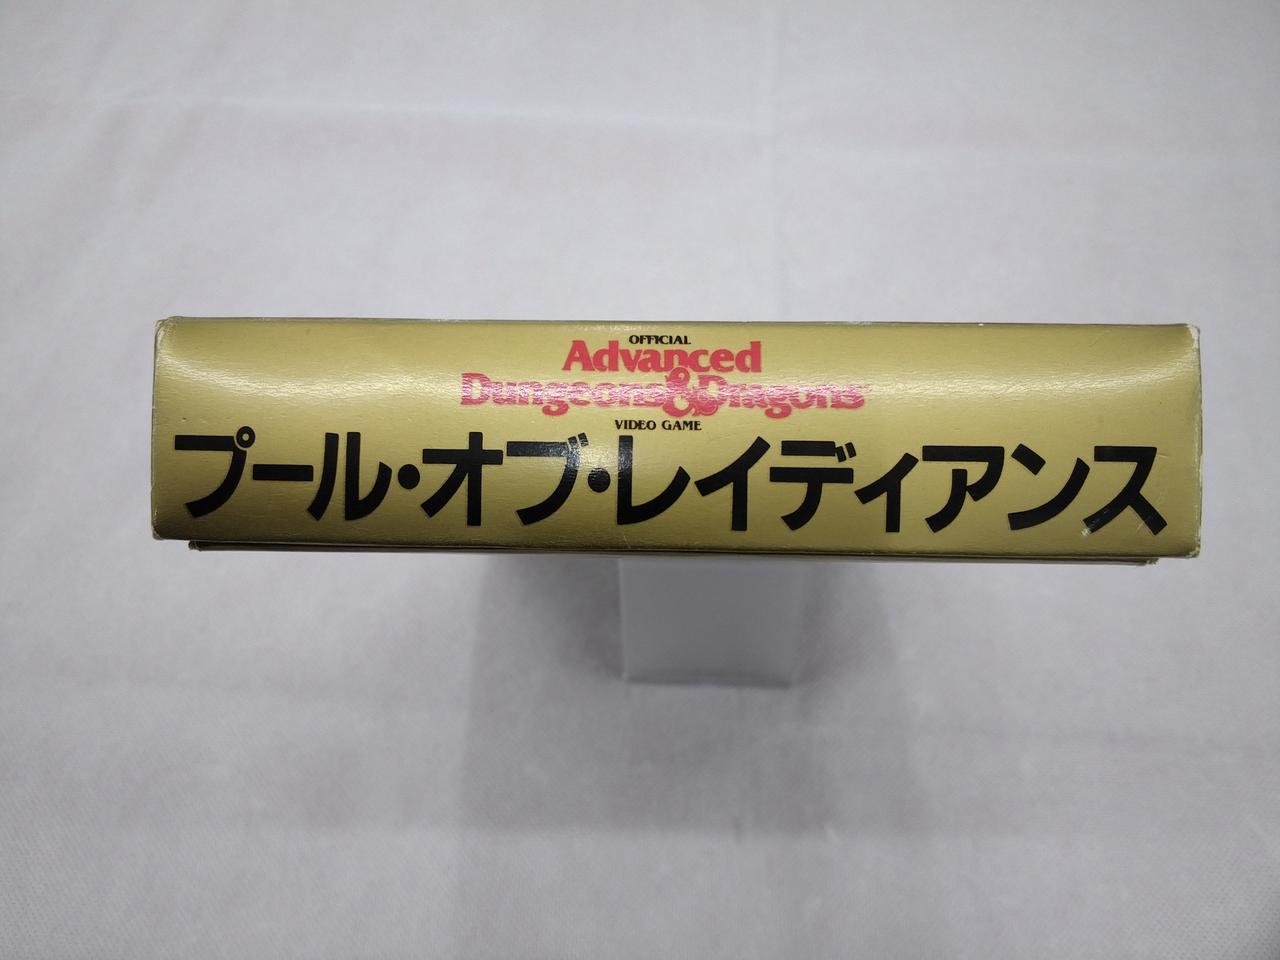 OFFICIAL
Advanced
Dungeons & Dragons
VIDEO GAME
プール・オブ・レイディアンス